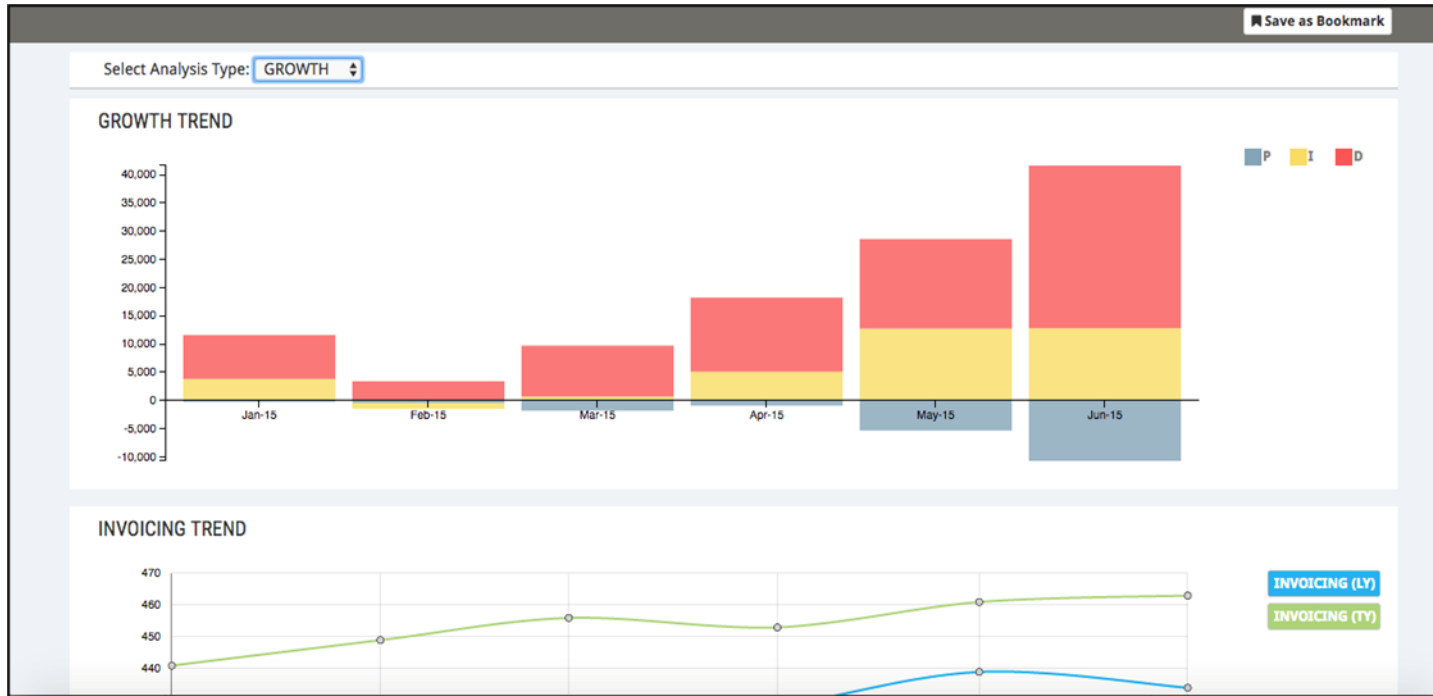 Save as Bookmark
Select Analysis Type: GROWTH
GROWTH TREND
P I D
40,000
35,000
30,000
25,000
20,000
15,000
10,000
5,000
0
Jan-15 Feb-15 Mar-15 Apr-15 May-15 Jun-15
-5,000
-10,000
INVOICING TREND
470
INVOICING (LY)
460
INVOICING (TY)
450
440